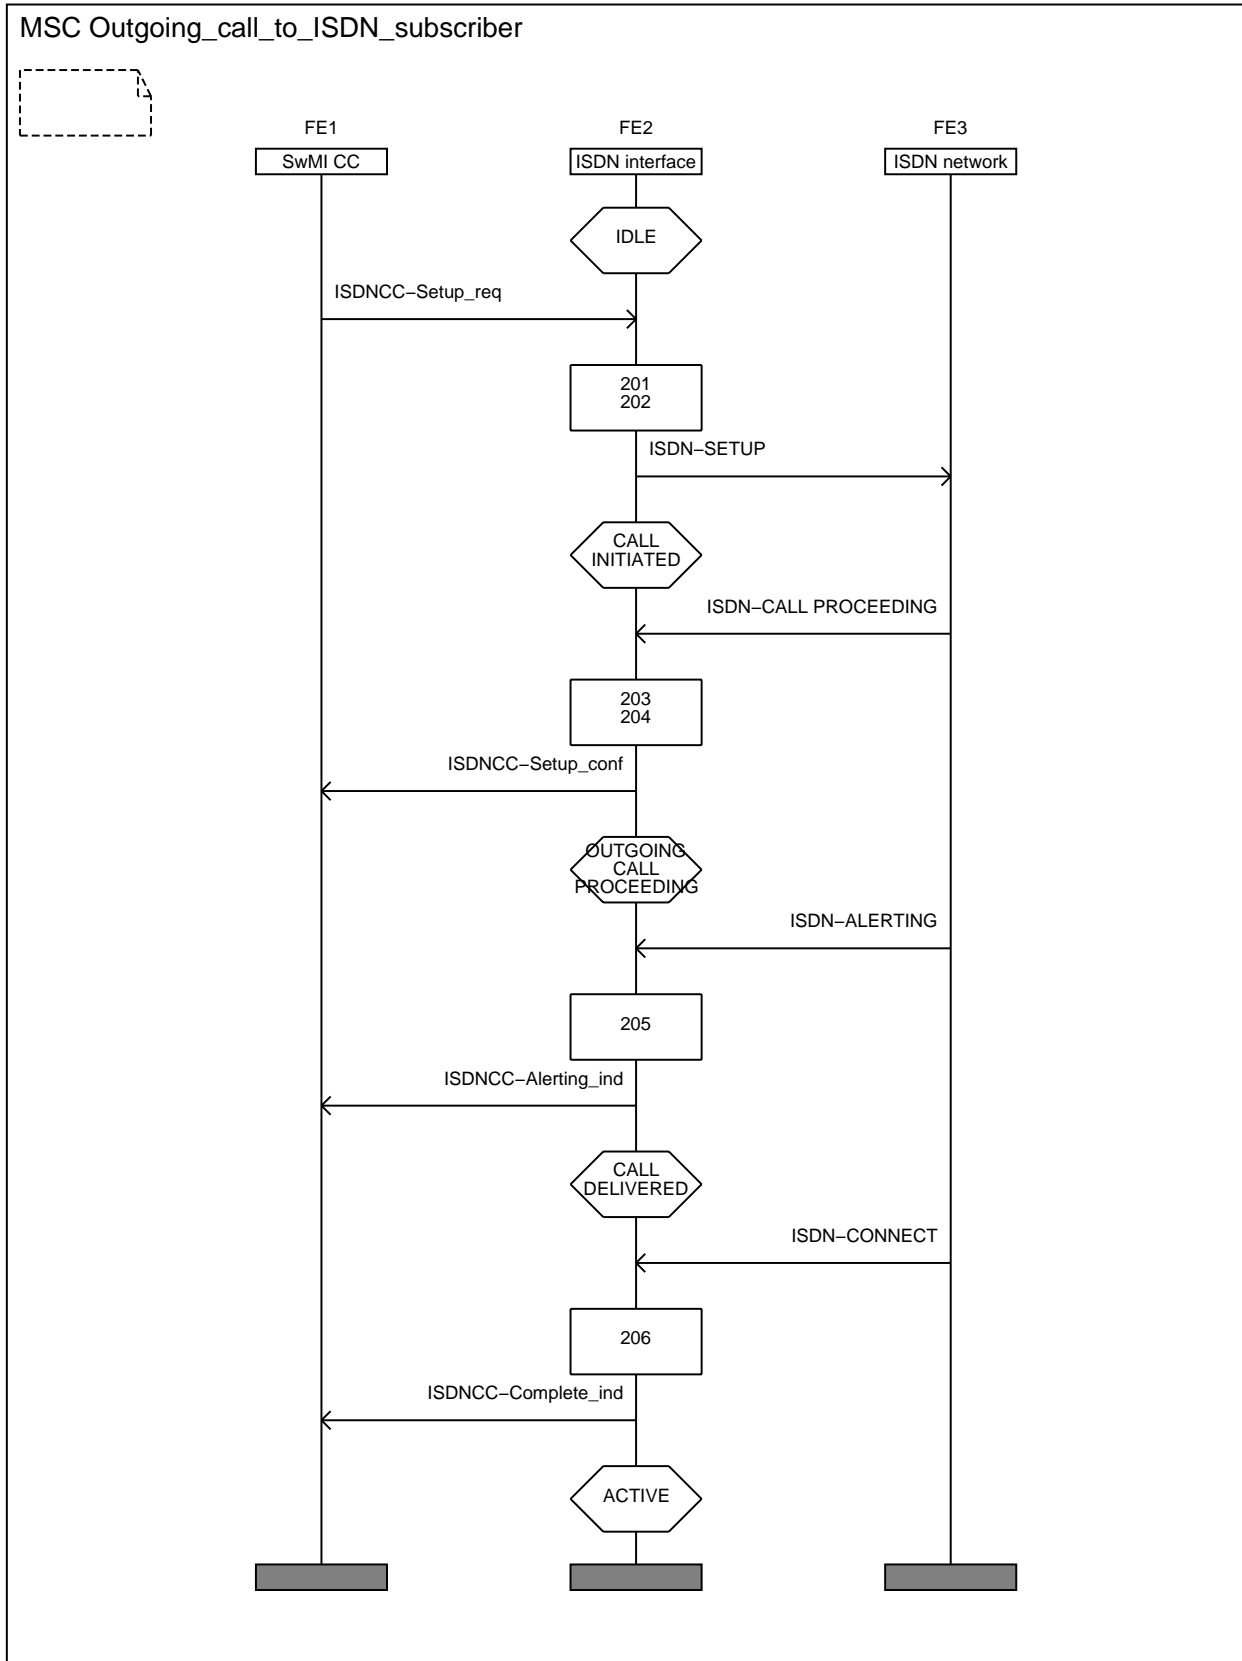 MSC Outgoing_call_to_ISDN_subscriber
FE1
FE2
FE3
SwMI CC
ISDN interface
ISDN network
IDLE
ISDNCC−Setup_req
201
202
ISDN−SETUP
CALL
INITIATED
ISDN−CALL PROCEEDING
203
204
ISDNCC−Setup_conf
OUTGOING
CALL
PROCEEDING
ISDN−ALERTING
205
ISDNCC−Alerting_ind
CALL
DELIVERED
ISDN−CONNECT
206
ISDNCC−Complete_ind
ACTIVE